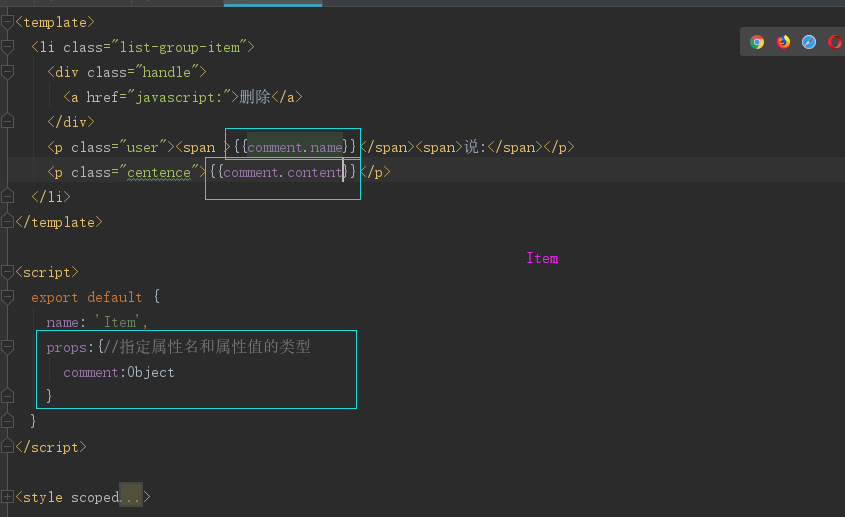 <template>
<li class="list-group-item">
<div class="handle">
<a href="javascript:">删除</a>
</div>
<p class="user"><span >{{comment.name}}</span><span>说:</span></p>
<p class="centence">{{comment.content}}</p>
</li>
</template>
Item
<script>
export default {
name: 'Item',
props:{//指定属性名和属性值的类型
comment:Object
}
}
</script>
<style scoped...>